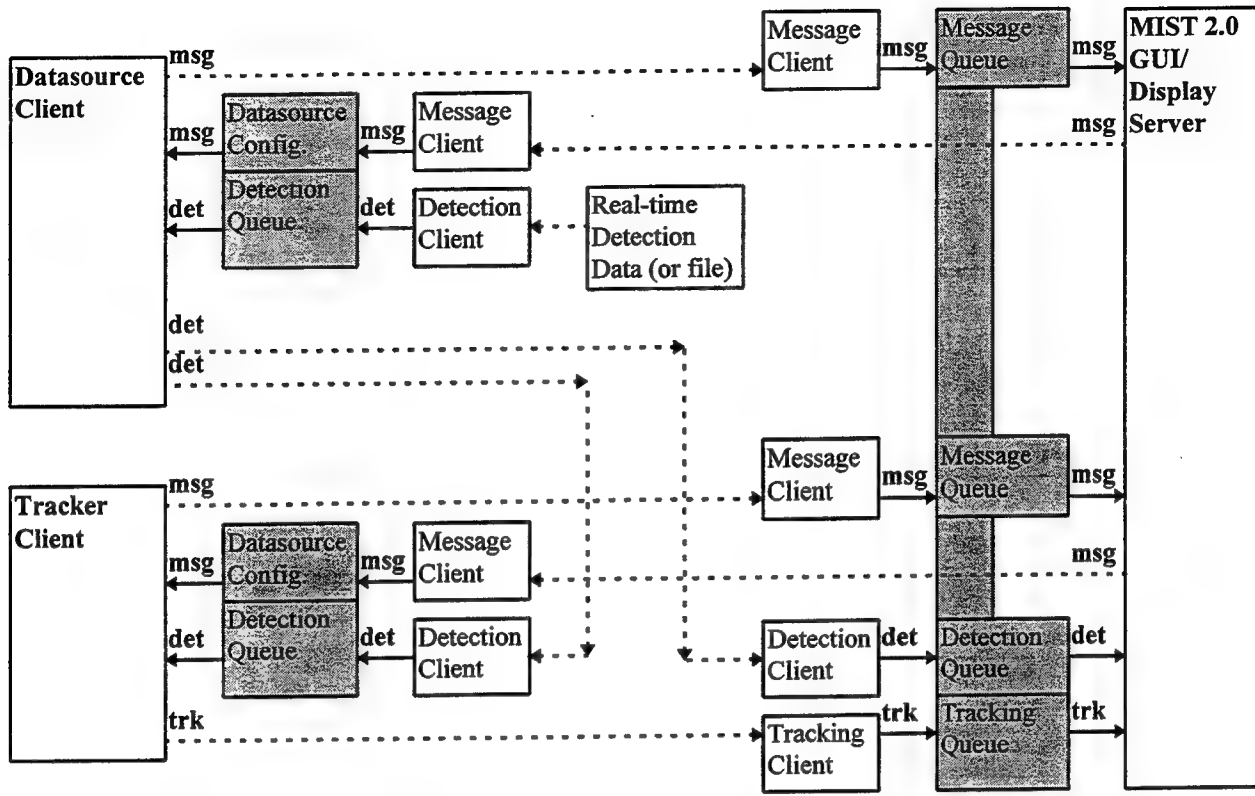 msg
Message
Client
msg
Message
Queue
msg
MIST 2.0
GUI/
Display
Server
Datasource
Client
msg
Datasource
Config.
msg
Message
Client
msg
det
Detection
Queue
det
Detection
Client
Real-time
Detection
Data (or file)
det
det
Message
Client
msg
Message
Queue
msg
Tracker
Client
msg
msg
Datasource
Config.
msg
Message
Client
msg
det
Detection
Queue
det
Detection
Client
Detection
Client
det
Detection
Queue
det
trk
Tracking
Client
trk
Tracking
Queue
trk